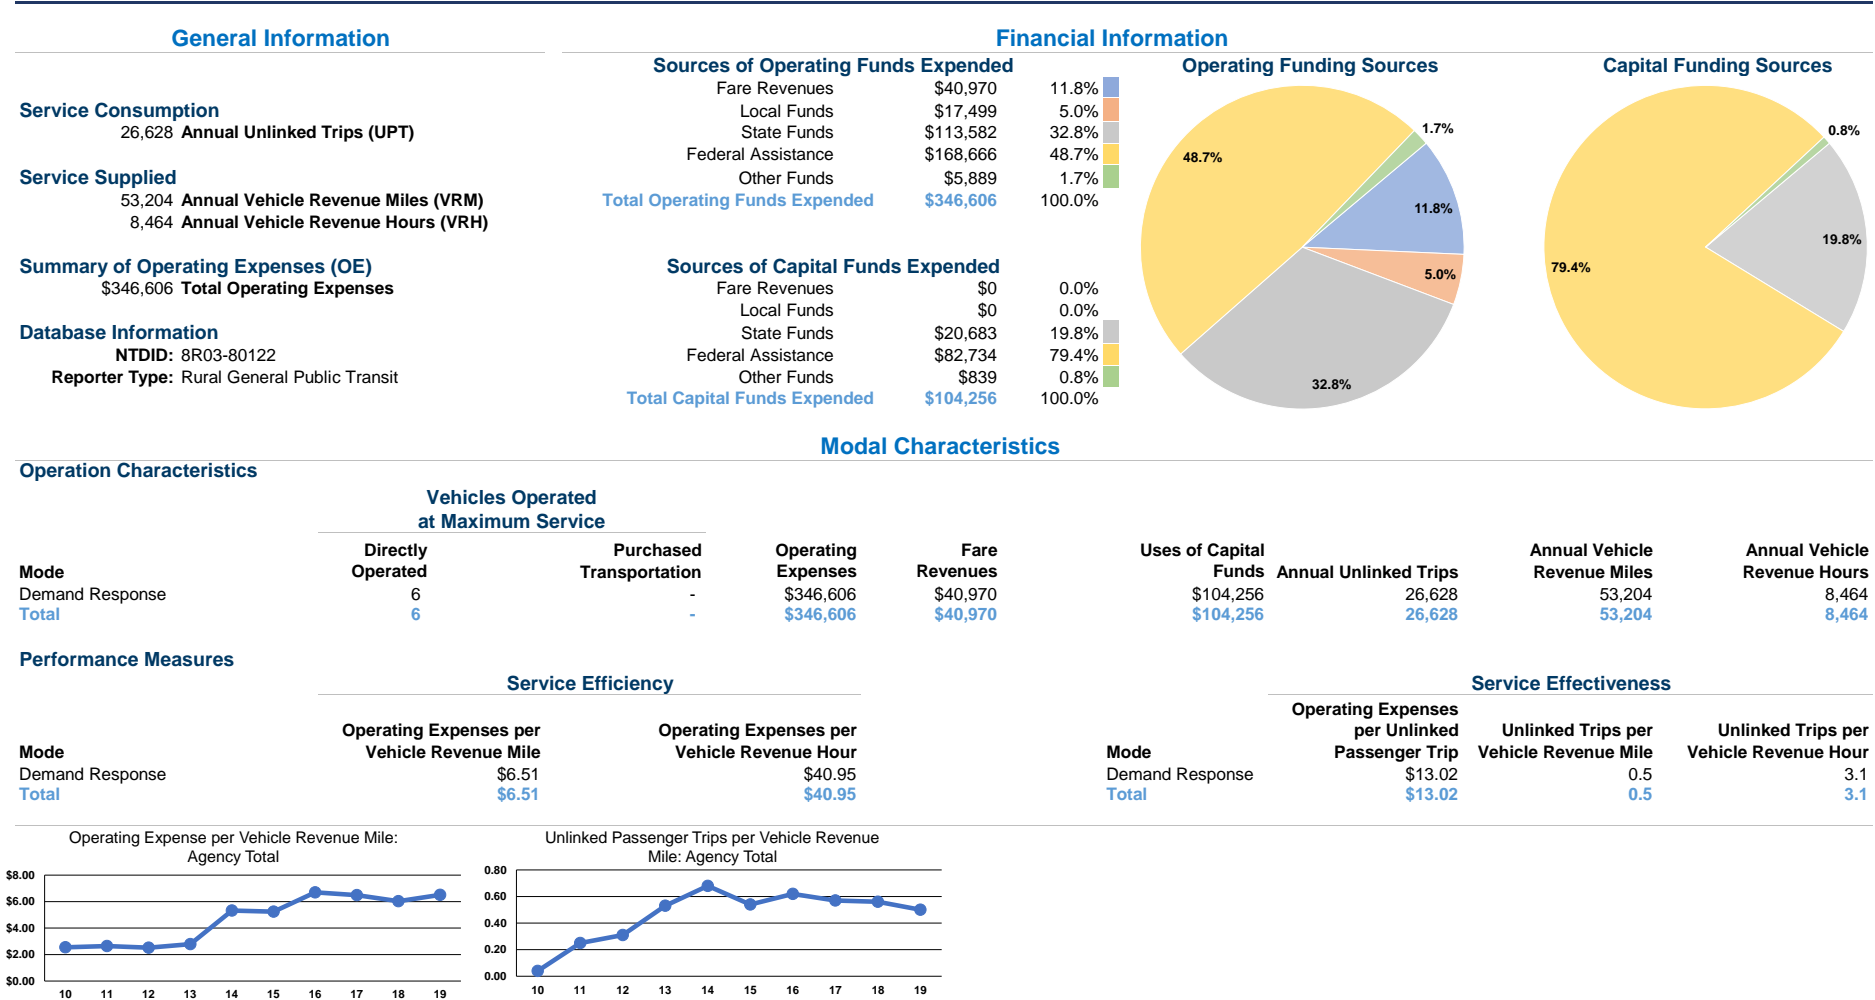 General Information
Financial Information
Sources of Operating Funds Expended
Operating Funding Sources
Capital Funding Sources
Fare Revenues $40,970 11.8%
Service Consumption
Local Funds $17,499 5.0%
26,628 Annual Unlinked Trips (UPT)
State Funds $113,582 32.8%
Federal Assistance $168,666 48.7%
Service Supplied
Other Funds $5,889 1.7%
53,204 Annual Vehicle Revenue Miles (VRM)
Total Operating Funds Expended $346,606 100.0%
8,464 Annual Vehicle Revenue Hours (VRH)
Summary of Operating Expenses (OE)
Sources of Capital Funds Expended
$346,606 Total Operating Expenses
Fare Revenues $0 0.0%
Local Funds $0 0.0%
Database Information
State Funds $20,683 19.8%
NTDID: 8R03-80122
Federal Assistance $82,734 79.4%
Reporter Type: Rural General Public Transit
Other Funds $839 0.8%
Total Capital Funds Expended $104,256 100.0%
1.7%
48.7%
11.8%
5.0%
32.8%
0.8%
19.8%
79.4%
Modal Characteristics
Operation Characteristics
Vehicles Operated
at Maximum Service
Directly Purchased Operating Fare Uses of Capital Annual Vehicle Annual Vehicle
Mode Operated Transportation Expenses Revenues Funds Annual Unlinked Trips Revenue Miles Revenue Hours
Demand Response 6 - $346,606 $40,970 $104,256 26,628 53,204 8,464
Total 6 - $346,606 $40,970 $104,256 26,628 53,204 8,464
Performance Measures
Service Efficiency
Service Effectiveness
Operating Expenses
Operating Expenses per Operating Expenses per per Unlinked Unlinked Trips per Unlinked Trips per
Mode Vehicle Revenue Mile Vehicle Revenue Hour Mode Passenger Trip Vehicle Revenue Mile Vehicle Revenue Hour
Demand Response $6.51 $40.95 Demand Response $13.02 0.5 3.1
Total $6.51 $40.95 Total $13.02 0.5 3.1
Operating Expense per Vehicle Revenue Mile:
Agency Total
$8.00
$6.00
$4.00
$2.00
$0.00
10 11 12 13 14 15 16 17 18 19
Unlinked Passenger Trips per Vehicle Revenue
Mile: Agency Total
0.80
0.60
0.40
0.20
0.00
10 11 12 13 14 15 16 17 18 19